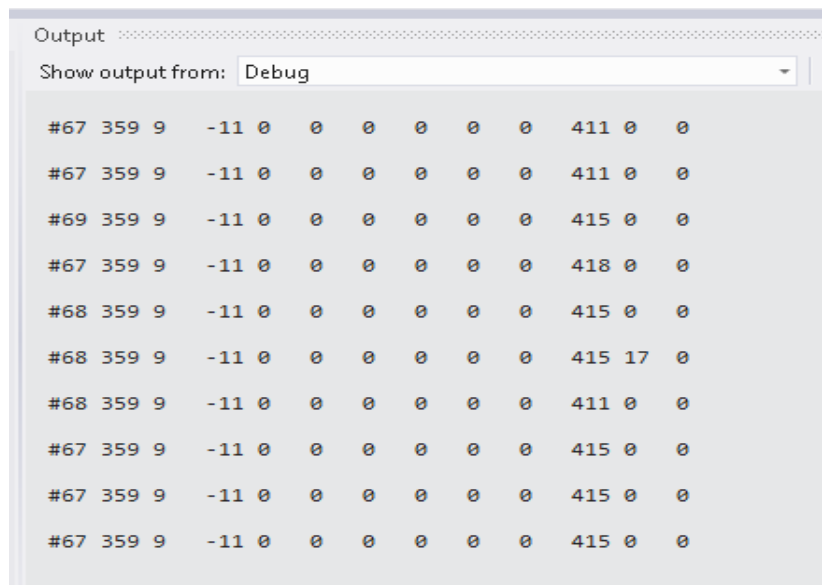 Output
Show output from: Debug
#67 359 9 -11 0 0 0 0 0 0 411 0 0
#67 359 9 -11 0 0 0 0 0 0 411 0 0
#69 359 9 -11 0 0 0 0 0 0 415 0 0
#67 359 9 -11 0 0 0 0 0 0 418 0 0
#68 359 9 -11 0 0 0 0 0 0 415 0 0
#68 359 9 -11 0 0 0 0 0 0 415 17 0
#68 359 9 -11 0 0 0 0 0 0 411 0 0
#67 359 9 -11 0 0 0 0 0 0 415 0 0
#67 359 9 -11 0 0 0 0 0 0 415 0 0
#67 359 9 -11 0 0 0 0 0 0 415 0 0